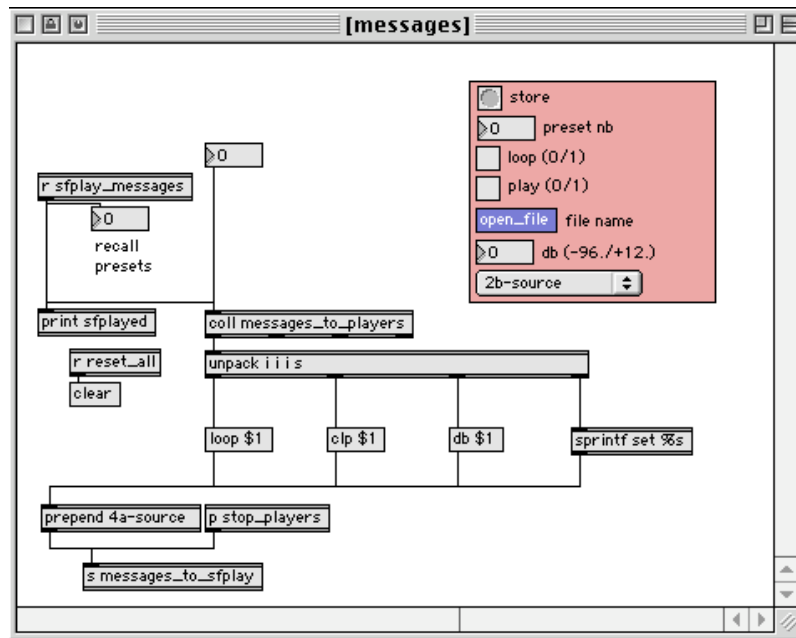 [messages]
store
0
preset nb
0
loop (0/1)
r sfplay_messages
play (0/1)
0
open_file
file name
recall
presets
0
db (-96./+12.)
2b-source
print sfplayed
coll messages_to_players
r reset_all
unpack i i i s
clear
loop $1
clp $1
db $1
sprintf set %s
prepend 4a-source
p stop_players
s messages_to_sfplay